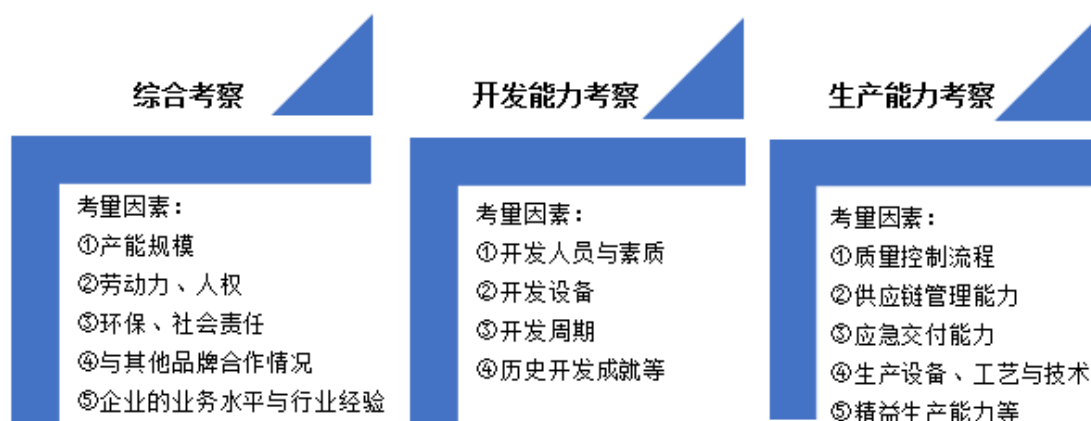 综合考察
考量因素：
①产能规模
②劳动力、人权
③环保、社会责任
④与其他品牌合作情况
⑤企业的业务水平与行业经验
开发能力考察
考量因素：
①开发人员与素质
②开发设备
③开发周期
④历史开发成就等
生产能力考察
考量因素：
①质量控制流程
②供应链管理能力
③应急交付能力
④生产设备、工艺与技术
⑤精益生产能力等